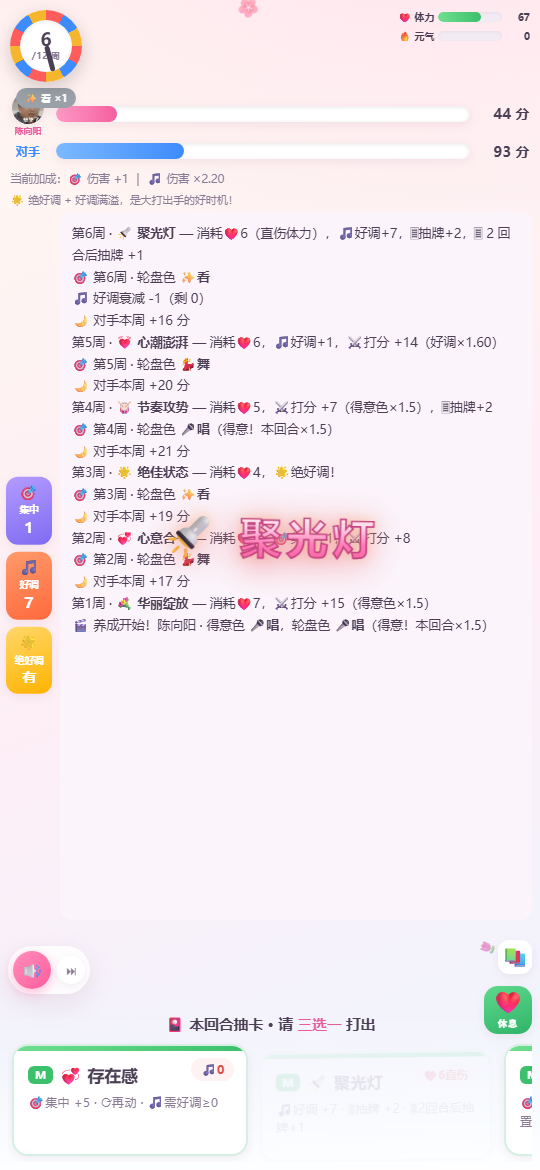 6
/12周
体力 67
元气 0
看 ×1
陈向阳
44 分
对手
93 分
当前加成: 伤害 +1 | 伤害 ×2.20
绝好调 + 好调满溢，是大打出手的好时机!
第6周 · 聚光灯 — 消耗 6（直伤体力）, 好调+7, 抽牌+2, 2 回
合后抽牌 +1
第6周 · 轮盘色 看
好调衰减 -1（剩 0）
对手本周 +16 分
第5周 · 心潮澎湃 — 消耗 6, 好调+1, 打分 +14（好调×1.60）
第5周 · 轮盘色 舞
对手本周 +20 分
第4周 · 节奏攻势 — 消耗 5, 打分 +7（得意色×1.5）, 抽牌+2
第4周 · 轮盘色 唱（得意! 本回合×1.5）
对手本周 +21 分
第3周 · 绝佳状态 — 消耗 4, 绝好调!
第3周 · 轮盘色 看
对手本周 +19 分
第2周 · 心意合 — 消 打分 +8
聚光灯
第2周 · 轮盘色 舞
对手本周 +17 分
第1周 · 华丽绽放 — 消耗 7, 打分 +15（得意色×1.5）
养成开始! 陈向阳 · 得意色 唱, 轮盘色 唱（得意! 本回合×1.5）
集中
1
好调
7
绝好调
有
休息
本回合抽卡 • 请 三选一 打出
M 存在感 0
集中 +5 · 再动 · 需好调≥0
M 聚光灯 6直伤
好调 +7 · 抽牌 +2 · 2回合后抽
牌+1
M
置